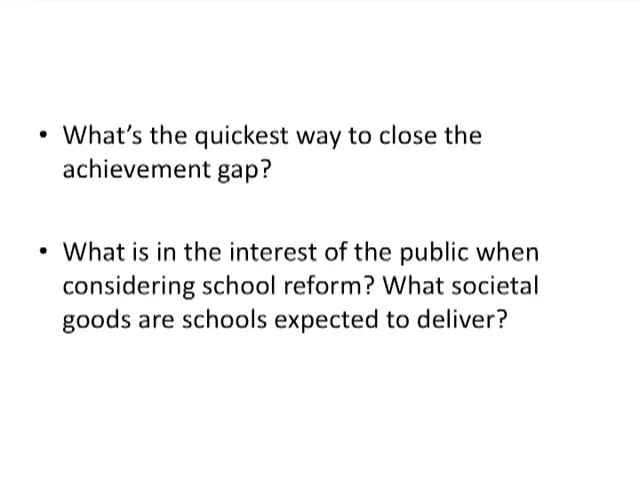 • What’s the quickest way to close the
achievement gap?
• What is in the interest of the public when
considering school reform? What societal
goods are schools expected to deliver?